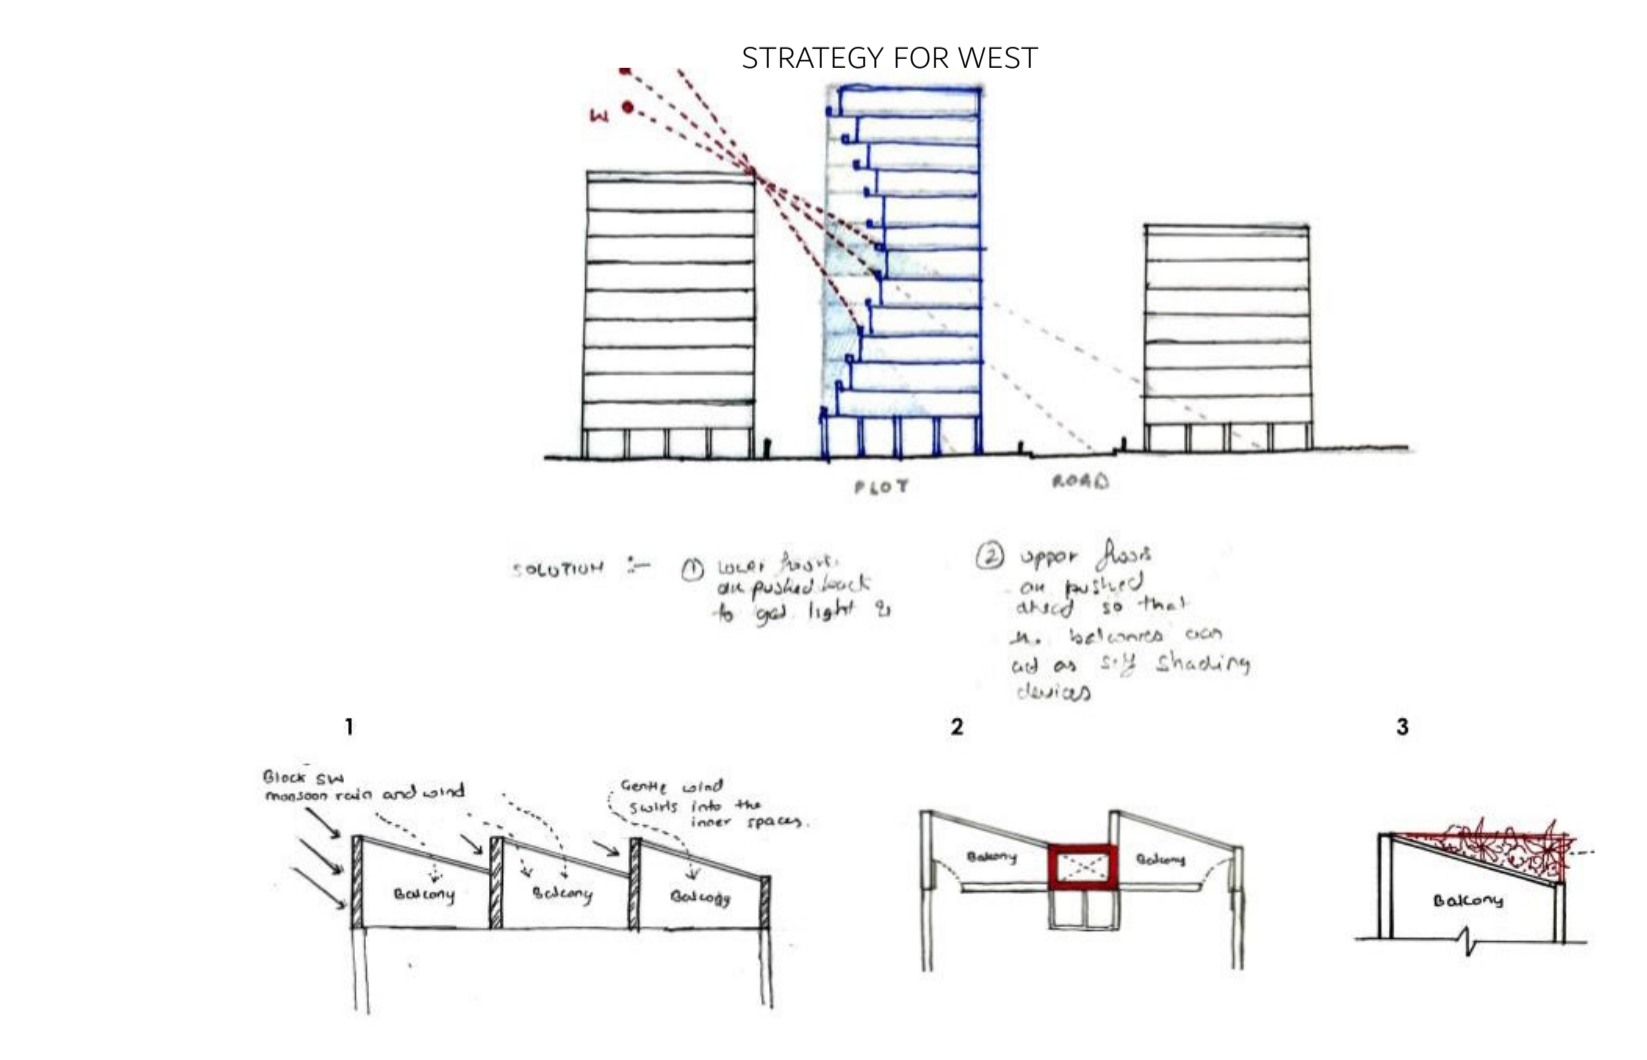 STRATEGY FOR WEST
W
PLOT
ROAD
SOLUTION :- ① lower floors
are pushed back
to get light &
② upper floors
are pushed
ahead so that
the balconies can
act as self shading
devices
1
2
3
Block SW
monsoon rain and wind
Gentle wind
swirls into the
inner spaces.
Balcony
Balcony
Balcony
Balcony
Balcony
Balcony